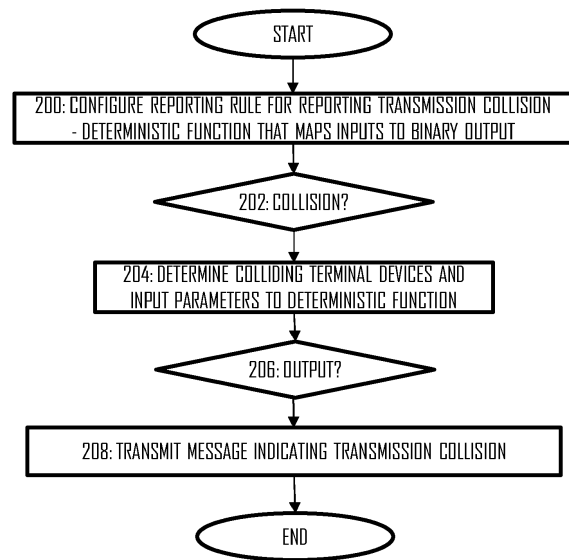 START
200: CONFIGURE REPORTING RULE FOR REPORTING TRANSMISSION COLLISION
- DETERMINISTIC FUNCTION THAT MAPS INPUTS TO BINARY OUTPUT
202: COLLISION?
204: DETERMINE COLLIDING TERMINAL DEVICES AND
INPUT PARAMETERS TO DETERMINISTIC FUNCTION
206: OUTPUT?
208: TRANSMIT MESSAGE INDICATING TRANSMISSION COLLISION
END